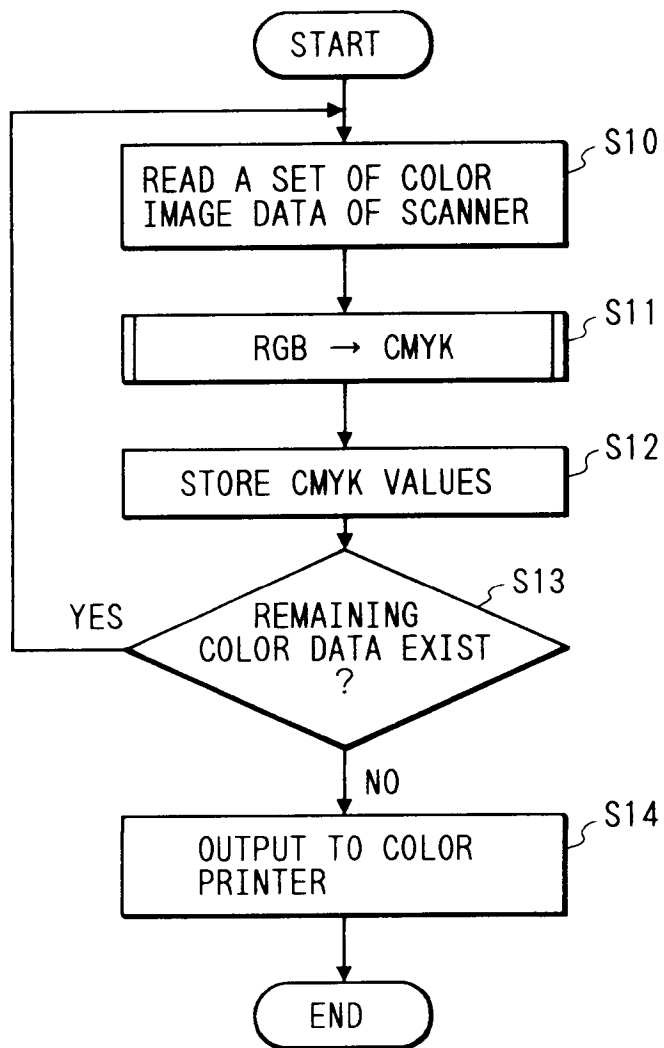 START
S10
READ A SET OF COLOR
IMAGE DATA OF SCANNER
S11
RGB → CMYK
S12
STORE CMYK VALUES
S13
YES
REMAINING
COLOR DATA EXIST
?
NO
S14
OUTPUT TO COLOR
PRINTER
END